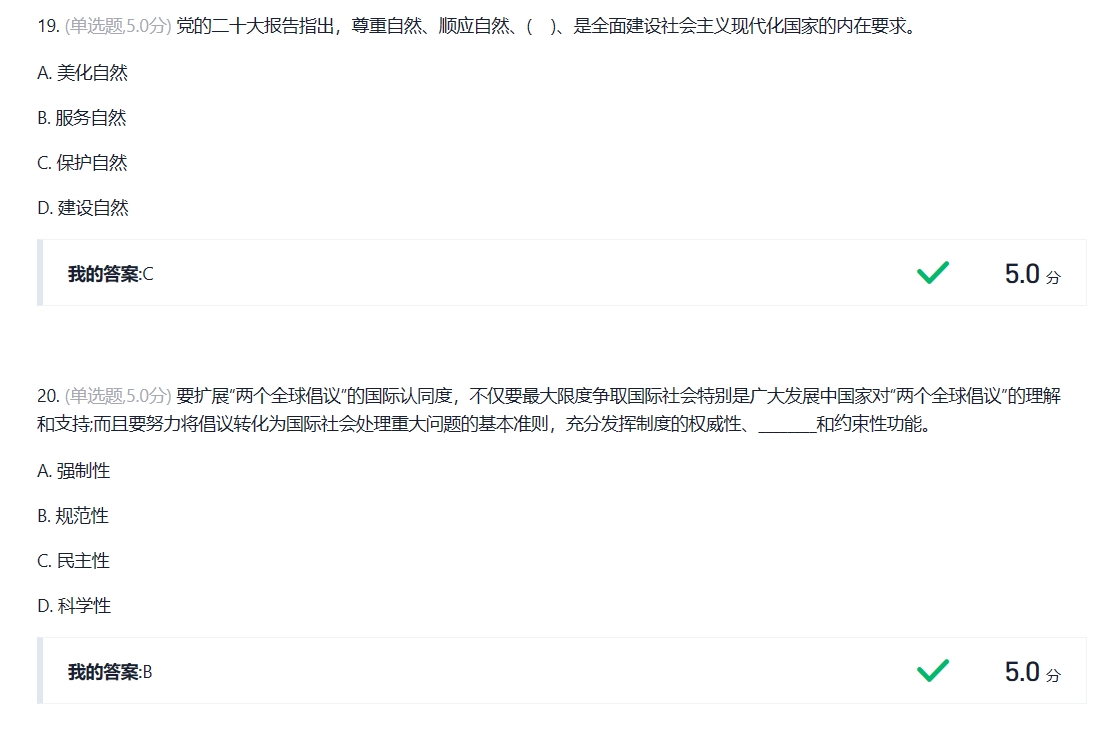 19. (单选题,5.0分) 党的二十大报告指出，尊重自然、顺应自然、(    )、是全面建设社会主义现代化国家的内在要求。
A. 美化自然
B. 服务自然
C. 保护自然
D. 建设自然
我的答案:C 5.0 分
20. (单选题,5.0分) 要扩展"两个全球倡议"的国际认同度，不仅要最大限度争取国际社会特别是广大发展中国家对"两个全球倡议"的理解
和支持;而且要努力将倡议转化为国际社会处理重大问题的基本准则，充分发挥制度的权威性、_______和约束性功能。
A. 强制性
B. 规范性
C. 民主性
D. 科学性
我的答案:B 5.0 分